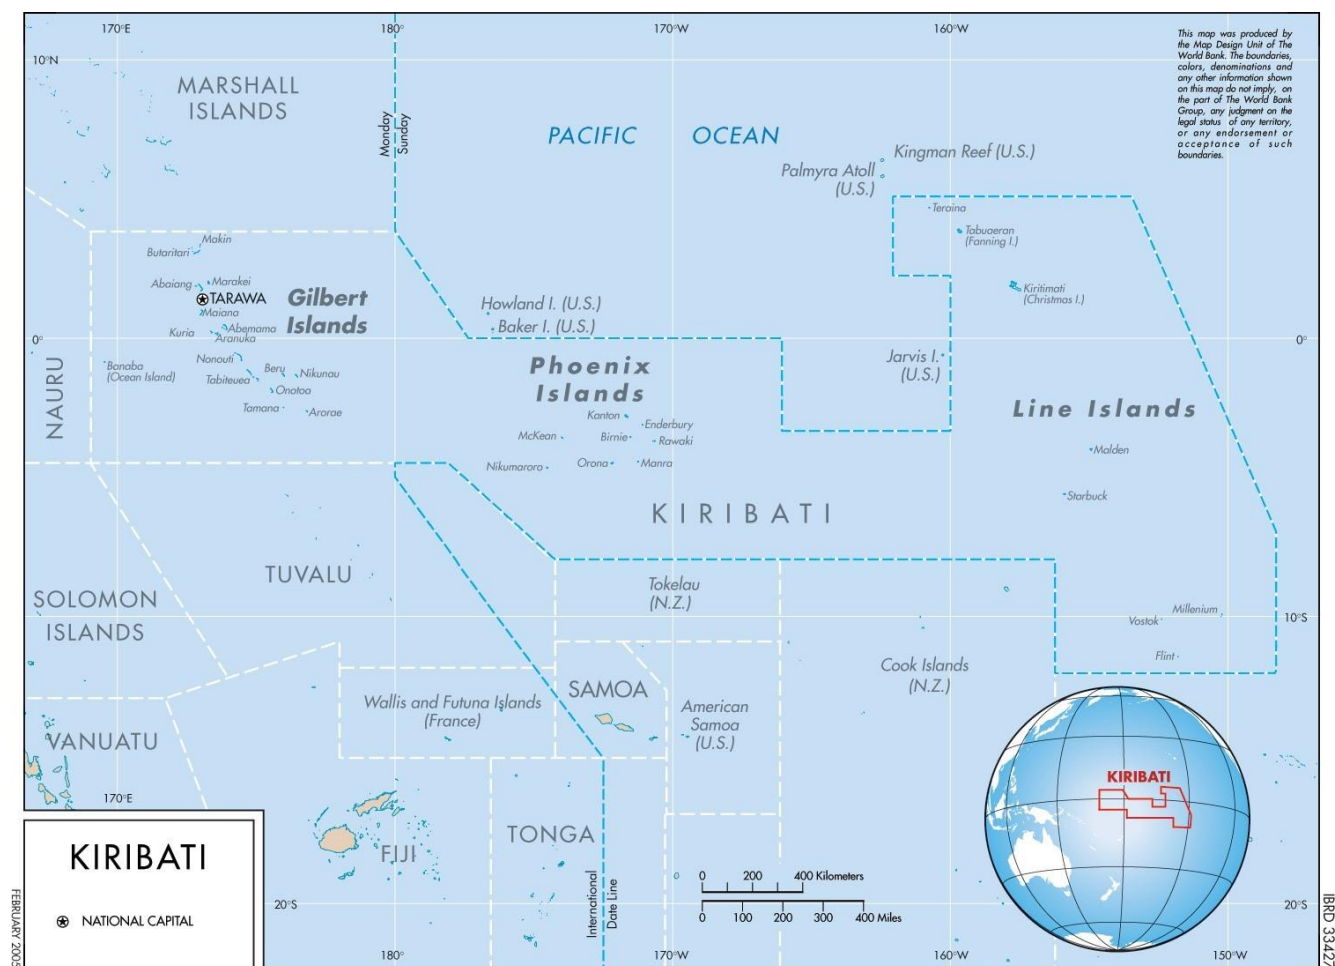 170°E
180°
170°W
160°W
10°N
This map was produced by
the Map Design Unit of The
World Bank. The boundaries,
colors, denominations and
any other information shown
on this map do not imply, on
the part of The World Bank
Group, any judgment on the
legal status of any territory,
or any endorsement or
acceptance of such
boundaries.
MARSHALL
ISLANDS
Monday
Sunday
PACIFIC OCEAN
Kingman Reef (U.S.)
Palmyra Atoll
(U.S.)
Teraina
Tabuaeran
(Fanning I.)
Makin
Butaritari
Abaiang
Marakei
TARAWA
Maiana
Kuria
Abemama
Aranuka
Gilbert
Islands
Howland I. (U.S.)
Baker I. (U.S.)
Kiritimati
(Christmas I.)
0°
0°
NAURU
Banaba
(Ocean Island)
Nonouti
Tabiteuea
Beru
Nikunau
Onotoa
Tamana
Arorae
Phoenix
Islands
Jarvis I.
(U.S.)
Line Islands
Kanton
Enderbury
McKean
Birnie
Rawaki
Nikumaroro
Orona
Manra
Malden
Starbuck
KIRIBATI
TUVALU
SOLOMON
ISLANDS
Tokelau
(N.Z.)
Millenium
Vostok
10°S
Flint
Cook Islands
(N.Z.)
Wallis and Futuna Islands
(France)
SAMOA
American
Samoa
(U.S.)
VANUATU
170°E
KIRIBATI
FIJI
TONGA
International
Date Line
0 200 400 Kilometers
0 100 200 300 400 Miles
KIRIBATI
NATIONAL CAPITAL
20°S
20°S
180°
170°W
160°W
150°W
FEBRUARY 2005
IBRD 33427